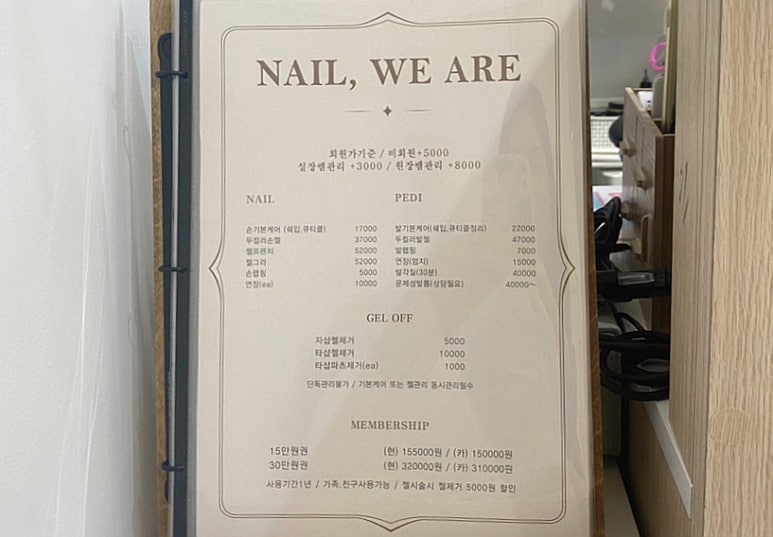 NAIL, WE ARE
회원가기준 / 비회원+5000
실장쌤관리 +3000 / 원장쌤관리 +8000
NAIL
손기본케어 (쉐입,큐티클) 17000
두컬러손젤 37000
젤프렌치 52000
젤그라 52000
손랩핑 5000
연장(ea) 10000
PEDI
발기본케어(쉐입,큐티클정리) 22000
두컬러발젤 47000
발랩핑 7000
연장(엄지) 15000
발각질(30분) 40000
문제성발톱(상담필요) 40000~
GEL OFF
자샵젤제거 5000
타샵젤제거 10000
타샵파츠제거(ea) 1000
단독관리불가 / 기본케어 또는 젤관리 동시관리필수
MEMBERSHIP
15만원권 (현) 155000원 / (카) 150000원
30만원권 (현) 320000원 / (카) 310000원
사용기간1년 / 가족,친구사용가능 / 젤시술시 젤제거 5000원 할인